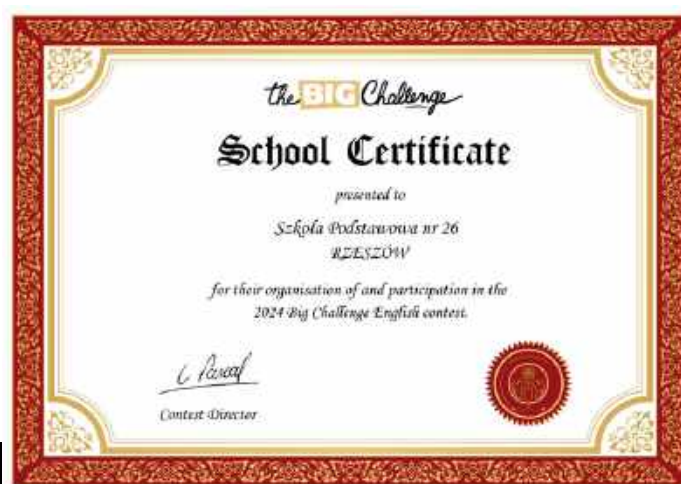 the BIG Challenge
School Certificate
presented to
Szkoła Podstawowa nr 26
RZESZÓW
for their organisation of and participation in the
2024 Big Challenge English contest.
Contest Director